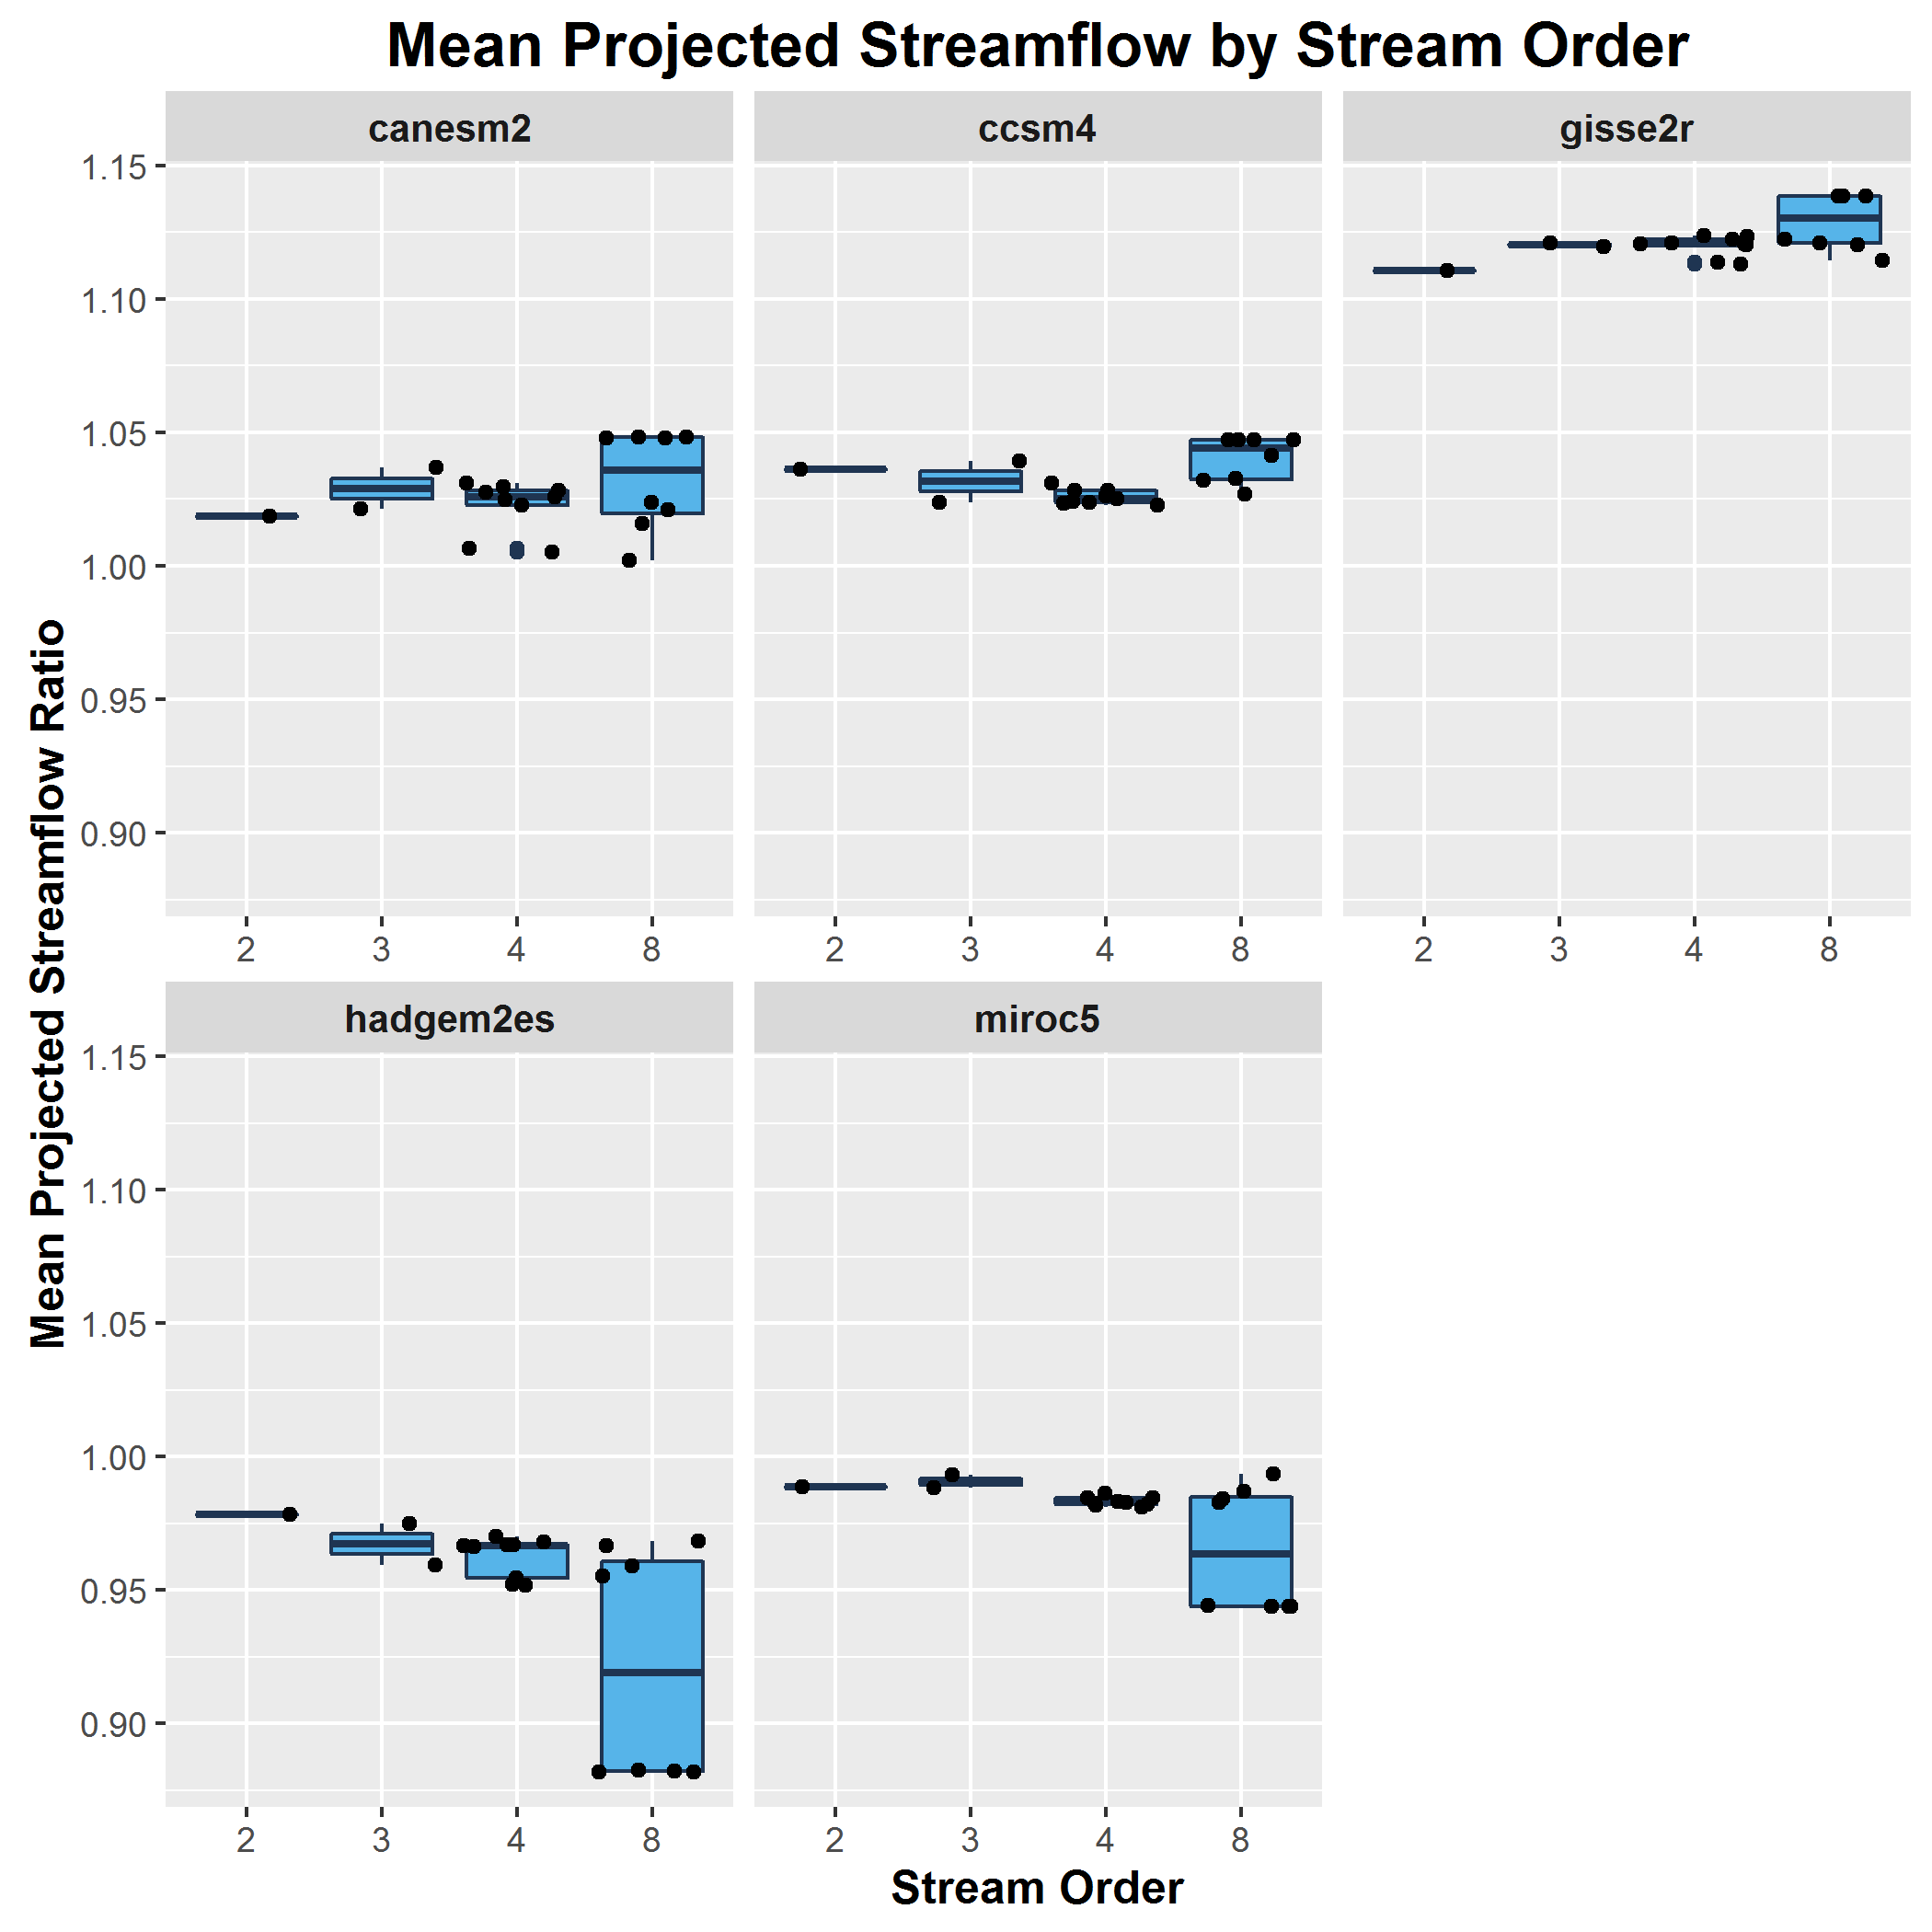 Mean Projected Streamflow by Stream Order
canesm2
ccsm4
gisse2r
1.15
1.10
1.05
1.00
0.95
0.90
2 3 4 8
2 3 4 8
2 3 4 8
Mean Projected Streamflow Ratio
hadgem2es
miroc5
1.15
1.10
1.05
1.00
0.95
0.90
2 3 4 8
2 3 4 8
Stream Order